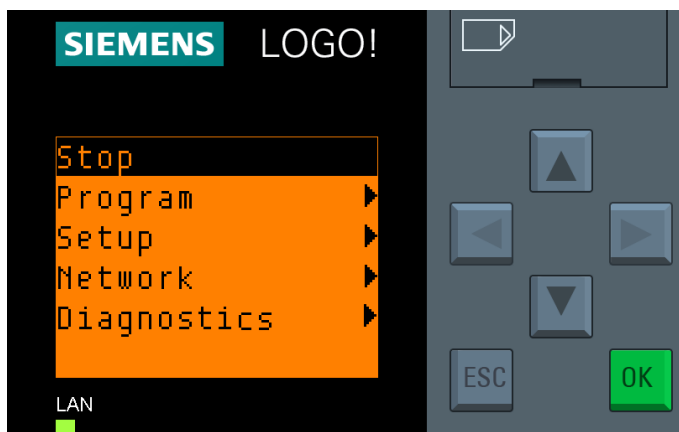 SIEMENS LOGO!
Stop
Program
Setup
Network
Diagnostics
ESC OK
LAN